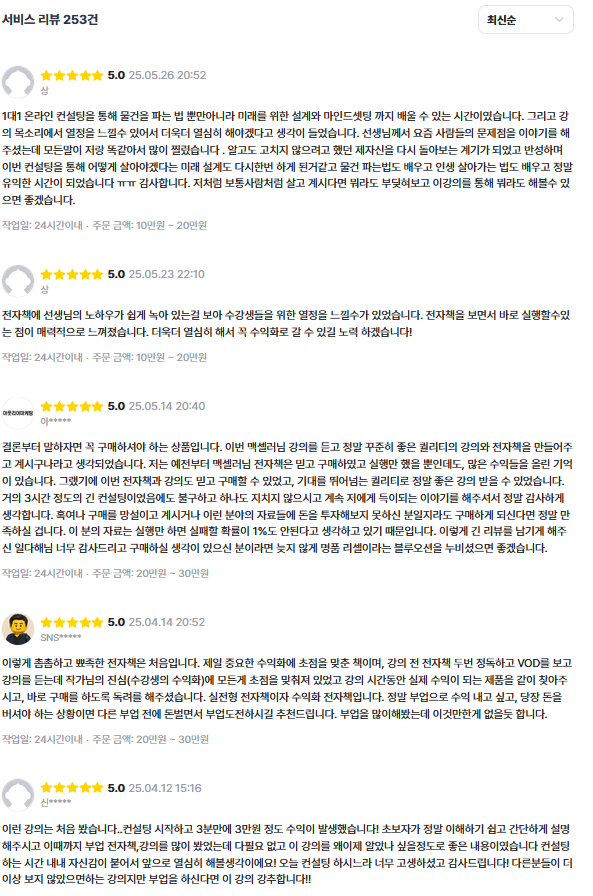 서비스 리뷰 253건
최신순
5.0 25.05.26 20:52
상
1대1 온라인 컨설팅을 통해 물건을 파는 법 뿐만아니라 미래를 위한 설계와 마인드셋팅 까지 배울 수 있는 시간이었습니다. 그리고 강
의 목소리에서 열정을 느낄수 있어서 더욱더 열심히 해야겠다고 생각이 들었습니다. 선생님께서 요즘 사람들의 문제점을 이야기를 해
주셨는데 모든말이 저랑 똑같아서 많이 찔렸습니다 . 알고도 고치지 않으려고 했던 제자신을 다시 돌아보는 계기가 되었고 반성하며
이번 컨설팅을 통해 어떻게 살아야겠다는 미래 설계도 다시한번 하게 된거같고 물건 파는법도 배우고 인생 살아가는 법도 배우고 정말
유익한 시간이 되었습니다 ㅠㅠ 감사합니다. 저처럼 보통사람처럼 살고 계시다면 뭐라도 부딪혀보고 이강의를 통해 뭐라도 해볼수 있
으면 좋겠습니다.
작업일: 24시간이내 · 주문 금액: 10만원 ~ 20만원
5.0 25.05.23 22:10
상
전자책에 선생님의 노하우가 쉽게 녹아 있는걸 보아 수강생들을 위한 열정을 느낄수가 있었습니다. 전자책을 보면서 바로 실행할수있
는 점이 매력적으로 느껴졌습니다. 더욱더 열심히 해서 꼭 수익화로 갈 수 있길 노력 하겠습니다!
작업일: 24시간이내 · 주문 금액: 10만원 ~ 20만원
아웃리어마케팅
5.0 25.05.14 20:40
아*****
결론부터 말하자면 꼭 구매하셔야 하는 상품입니다. 이번 맥셀러님 강의를 듣고 정말 꾸준히 좋은 퀄리티의 강의와 전자책을 만들어주
고 계시구나라고 생각되었습니다. 저는 예전부터 맥셀러님 전자책은 믿고 구매하였고 실행만 했을 뿐인데도, 많은 수익들을 올린 기억
이 있습니다. 그랬기에 이번 전자책과 강의도 믿고 구매할 수 있었고, 기대를 뛰어넘는 퀄리티로 정말 좋은 강의 받을 수 있었습니다.
거의 3시간 정도의 긴 컨설팅이었음에도 불구하고 하나도 지치지 않으시고 계속 저에게 득이되는 이야기를 해주셔서 정말 감사하게
생각합니다. 혹여나 구매를 망설이고 계시거나 이런 분야의 자료들에 돈을 투자해보지 못하신 분일지라도 구매하게 되신다면 정말 만
족하실 겁니다. 이 분의 자료는 실행만 하면 실패할 확률이 1%도 안된다고 생각하고 있기 때문입니다. 이렇게 긴 리뷰를 남기게 해주
신 일다해님 너무 감사드리고 구매하실 생각이 있으신 분이라면 늦지 않게 명품 리셀이라는 블루오션을 누비셨으면 좋겠습니다.
작업일: 24시간이내 · 주문 금액: 20만원 ~ 30만원
5.0 25.04.14 20:52
SNS*****
이렇게 촘촘하고 뾰족한 전자책은 처음입니다. 제일 중요한 수익화에 초점을 맞춘 책이며, 강의 전 전자책 두번 정독하고 VOD를 보고
강의를 듣는데 작가님의 진심(수강생의 수익화)에 모든게 초점을 맞춰져 있었고 강의 시간동안 실제 수익이 되는 제품을 같이 찾아주
시고, 바로 구매를 하도록 독려를 해주셨습니다. 실전형 전자책이자 수익화 전자책입니다. 정말 부업으로 수익 내고 싶고, 당장 돈을
버셔야 하는 상황이면 다른 부업 전에 돈벌면서 부업도전하시길 추천드립니다. 부업을 많이해봤는데 이것만한게 없을듯 합니다.
작업일: 24시간이내 · 주문 금액: 20만원 ~ 30만원
5.0 25.04.12 15:16
신*****
이런 강의는 처음 봤습니다..컨설팅 시작하고 3분만에 3만원 정도 수익이 발생했습니다! 초보자가 정말 이해하기 쉽고 간단하게 설명
해주시고 이때까지 부업 전자책,강의를 많이 봤었는데 다필요 없고 이 강의를 왜이제 알았나 싶을정도로 좋은 내용이었습니다 컨설팅
하는 시간 내내 자신감이 붙어서 앞으로 열심히 해볼생각이에요! 오늘 컨설팅 하시느라 너무 고생하셨고 감사드립니다! 다른분들이 더
이상 보지 않았으면하는 강의지만 부업을 하신다면 이 강의 강추합니다!!